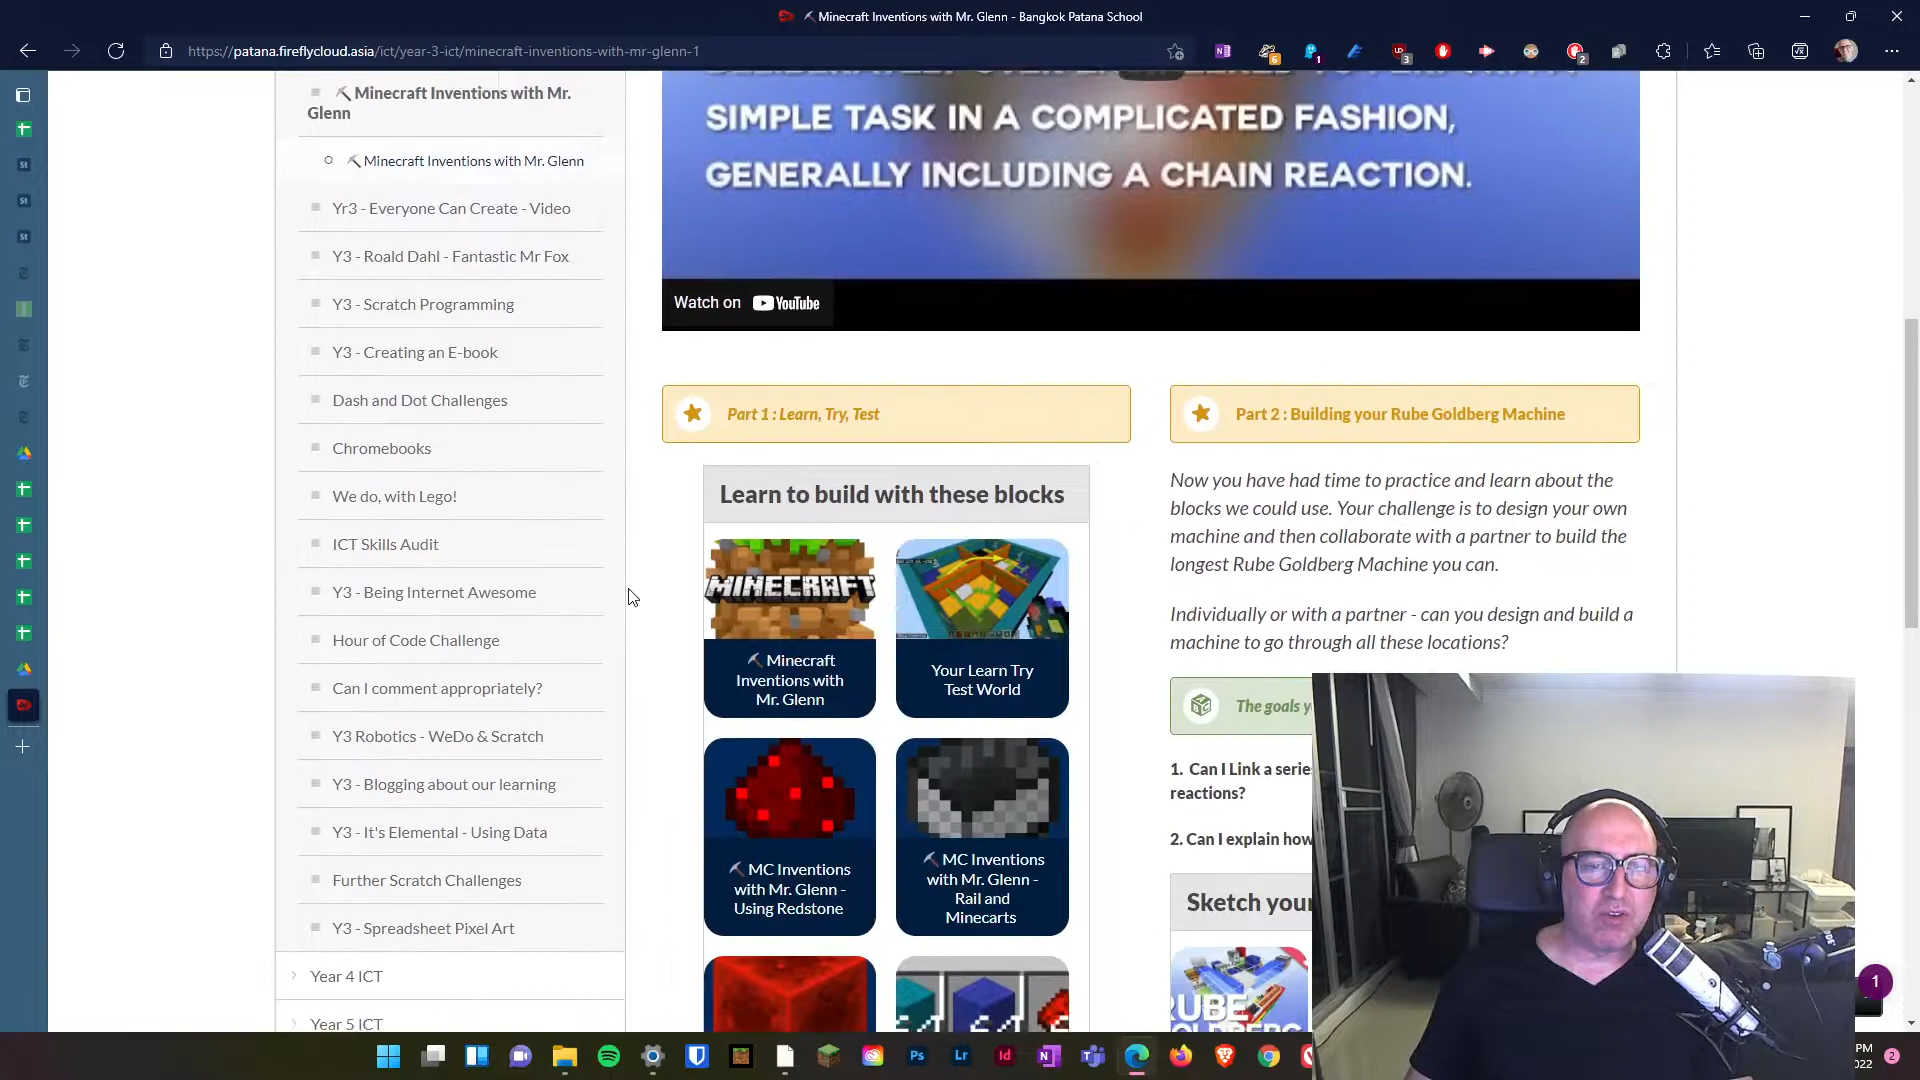 ⛏️Minecraft Inventions with Mr. Glenn - Bangkok Patana School
https://patana.fireflycloud.asia/ict/year-3-ict/minecraft-inventions-with-mr-glenn-1
⛏️Minecraft Inventions with Mr.
Glenn
⛏️Minecraft Inventions with Mr. Glenn
Yr3 - Everyone Can Create - Video
Y3 - Roald Dahl - Fantastic Mr Fox
Y3 - Scratch Programming
Y3 - Creating an E-book
Dash and Dot Challenges
Chromebooks
We do, with Lego!
ICT Skills Audit
Y3 - Being Internet Awesome
Hour of Code Challenge
Can I comment appropriately?
Y3 Robotics - WeDo & Scratch
Y3 - Blogging about our learning
Y3 - It's Elemental - Using Data
Further Scratch Challenges
Y3 - Spreadsheet Pixel Art
Year 4 ICT
Year 5 ICT
SIMPLE TASK IN A COMPLICATED FASHION,
GENERALLY INCLUDING A CHAIN REACTION.
Watch on YouTube
Part 1 : Learn, Try, Test
Learn to build with these blocks
MINECRAFT
⛏️Minecraft
Inventions with
Mr. Glenn
Your Learn Try
Test World
⛏️MC Inventions
with Mr. Glenn -
Using Redstone
⛏️MC Inventions
with Mr. Glenn -
Rail and
Minecarts
Part 2 : Building your Rube Goldberg Machine
Now you have had time to practice and learn about the
blocks we could use. Your challenge is to design your own
machine and then collaborate with a partner to build the
longest Rube Goldberg Machine you can.
Individually or with a partner - can you design and build a
machine to go through all these locations?
The goals
1. Can I Link a
reactions?
2. Can I explain how
Sketch your
RUBE
GOLDBERG
1
PM
2022
2